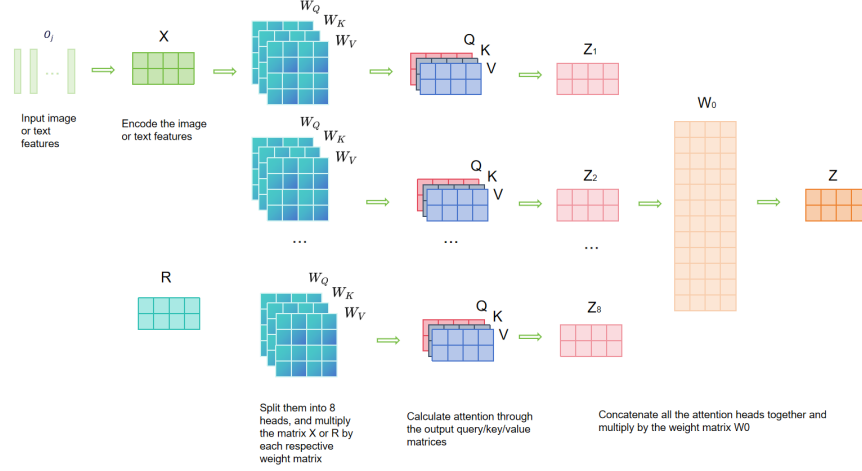 o_j
X
W_Q
W_K
W_V
Q
K
V
Z₁
...
Input image
or text
features
Encode the image
or text features
W₀
W_Q
W_K
W_V
Q
K
V
Z₂
Z
...
...
...
R
W_Q
W_K
W_V
Q
K
V
Z₈
Split them into 8
heads, and multiply
the matrix X or R by
each respective
weight matrix
Calculate attention through
the output query/key/value
matrices
Concatenate all the attention heads together and
multiply by the weight matrix W0